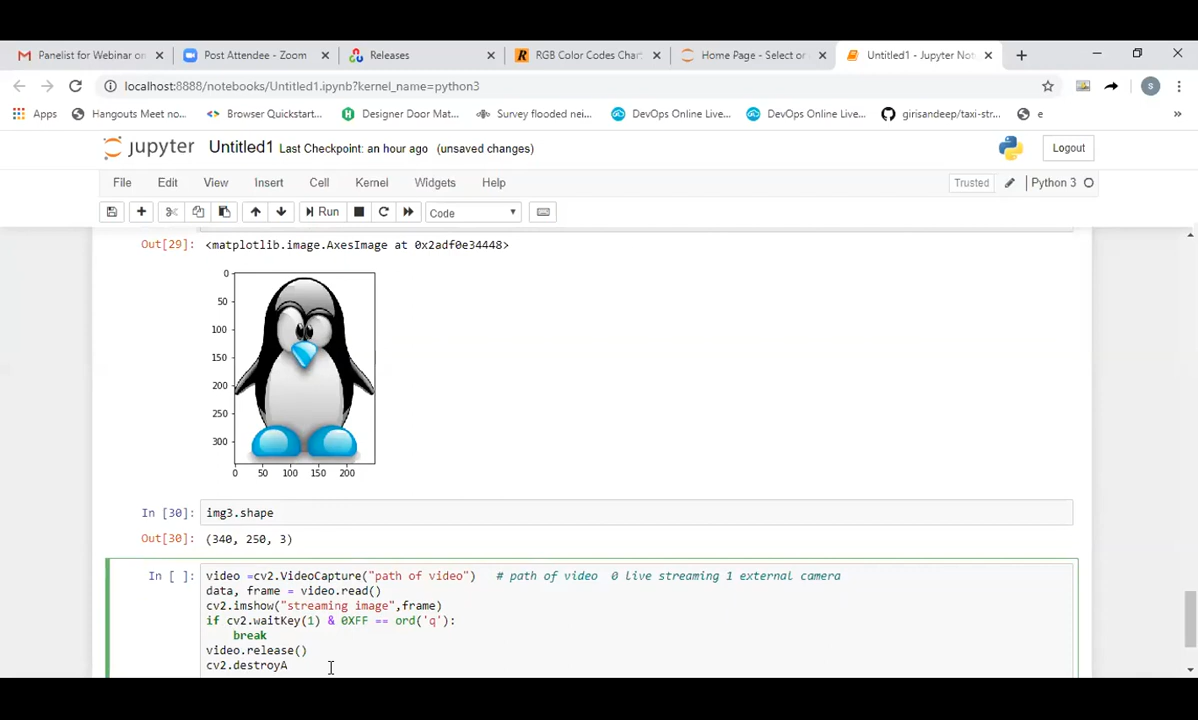 Panelist for Webinar on
Post Attendee - Zoom
Releases
RGB Color Codes Char
Home Page - Select or
Untitled1 - Jupyter Not
localhost:8888/notebooks/Untitled1.ipynb?kernel_name=python3
S
Apps
Hangouts Meet no...
Browser Quickstart...
Designer Door Mat...
Survey flooded nei...
DevOps Online Live...
DevOps Online Live...
girisandeep/taxi-str...
e
jupyter Untitled1 Last Checkpoint: an hour ago (unsaved changes)
Logout
File Edit View Insert Cell Kernel Widgets Help
Trusted
Python 3
Run
Code
Out[29]: <matplotlib.image.AxesImage at 0x2adf0e34448>
0
50
100
150
200
250
300
0 50 100 150 200
In [30]: img3.shape
Out[30]: (340, 250, 3)
In [ ]: video =cv2.VideoCapture("path of video") # path of video 0 live streaming 1 external camera
data, frame = video.read()
cv2.imshow("streaming image",frame)
if cv2.waitKey(1) & 0XFF == ord('q'):
break
video.release()
cv2.destroyA